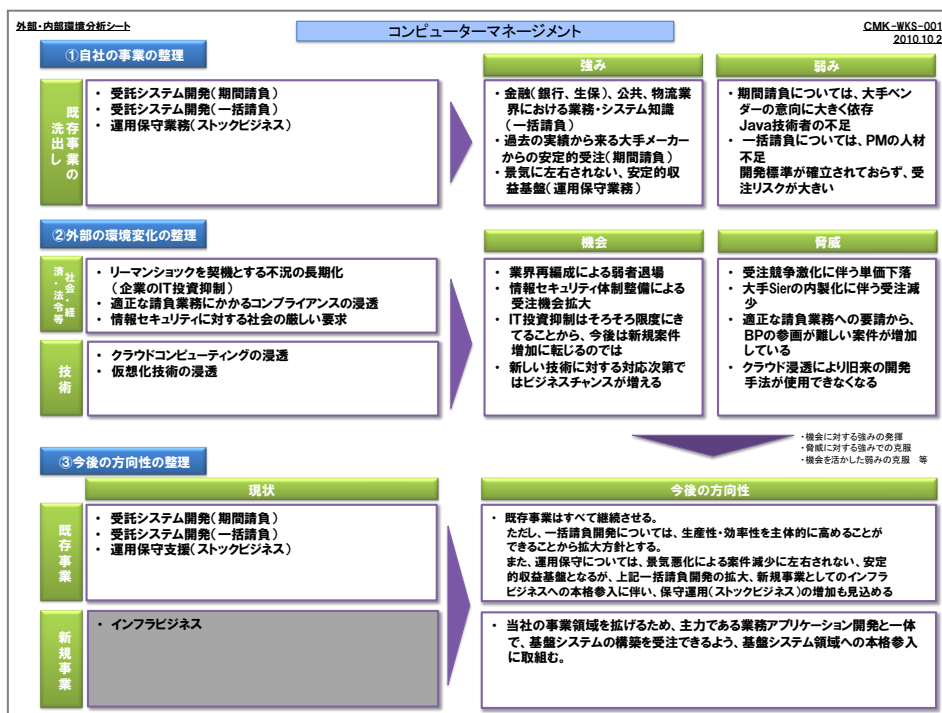 外部・内部環境分析シート
コンピューターマネージメント
CMK-WKS-001
2010.10.2
①自社の事業の整理
強み
弱み
既存事業の洗出し
・ 受託システム開発(期間請負)
・ 受託システム開発(一括請負)
・ 運用保守業務(ストックビジネス)
・金融(銀行、生保)、公共、物流業
界における業務・システム知識
(一括請負)
・過去の実績から来る大手メーカー
からの安定的受注(期間請負)
・景気に左右されない、安定的収
益基盤(運用保守業務)
・期間請負については、大手ベン
ダーの意向に大きく依存
Java技術者の不足
・ 一括請負については、PMの人材
不足
開発標準が確立されておらず、受
注リスクが大きい
②外部の環境変化の整理
機会
脅威
社会・経済・法令等
・ リーマンショックを契機とする不況の長期化
(企業のIT投資抑制)
・ 適正な請負業務にかかるコンプライアンスの浸透
・ 情報セキュリティに対する社会の厳しい要求
技術
・ クラウドコンピューティングの浸透
・ 仮想化技術の浸透
・ 業界再編成による弱者退場
・ 情報セキュリティ体制整備による
受注機会拡大
・ IT投資抑制はそろそろ限度にき
てることから、今後は新規案件
増加に転じるのでは
・ 新しい技術に対する対応次第で
はビジネスチャンスが増える
・ 受注競争激化に伴う単価下落
・ 大手Sierの内製化に伴う受注減
少
・ 適正な請負業務への要請から、
BPの参画が難しい案件が増加
している
・ クラウド浸透により旧来の開発
手法が使用できなくなる
・機会に対する強みの発揮
・脅威に対する強みでの克服
・機会を活かした弱みの克服 等
③今後の方向性の整理
現状
今後の方向性
既存事業
・ 受託システム開発(期間請負)
・ 受託システム開発(一括請負)
・ 運用保守支援(ストックビジネス)
・ 既存事業はすべて継続させる。
ただし、一括請負開発については、生産性・効率性を主体的に高めることが
できることから拡大方針とする。
また、運用保守については、景気悪化による案件減少に左右されない、安定
的収益基盤となるが、上記一括請負開発の拡大、新規事業としてのインフラ
ビジネスへの本格参入に伴い、保守運用(ストックビジネス)の増加も見込める
新規事業
・ インフラビジネス
・ 当社の事業領域を拡げるため、主力である業務アプリケーション開発と一体
で、基盤システムの構築を受注できるよう、基盤システム領域への本格参入
に取組む。